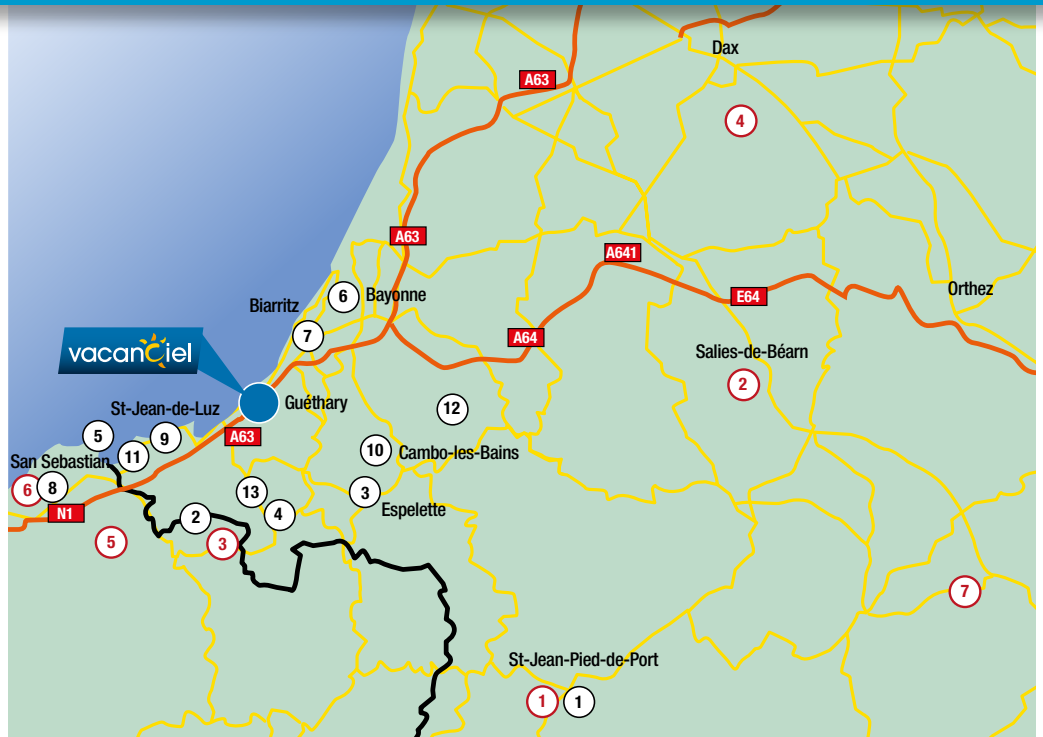 Dax
A63
4
A63
A641
6
Bayonne
E64
Orthez
Biarritz
7
A64
vacanciel
Salies-de-Béarn
2
Guéthary
St-Jean-de-Luz
12
5
9
A63
11
10
Cambo-les-Bains
San Sebastian
6
8
13
3
N1
4
Espelette
2
5
3
7
St-Jean-Pied-de-Port
1
1